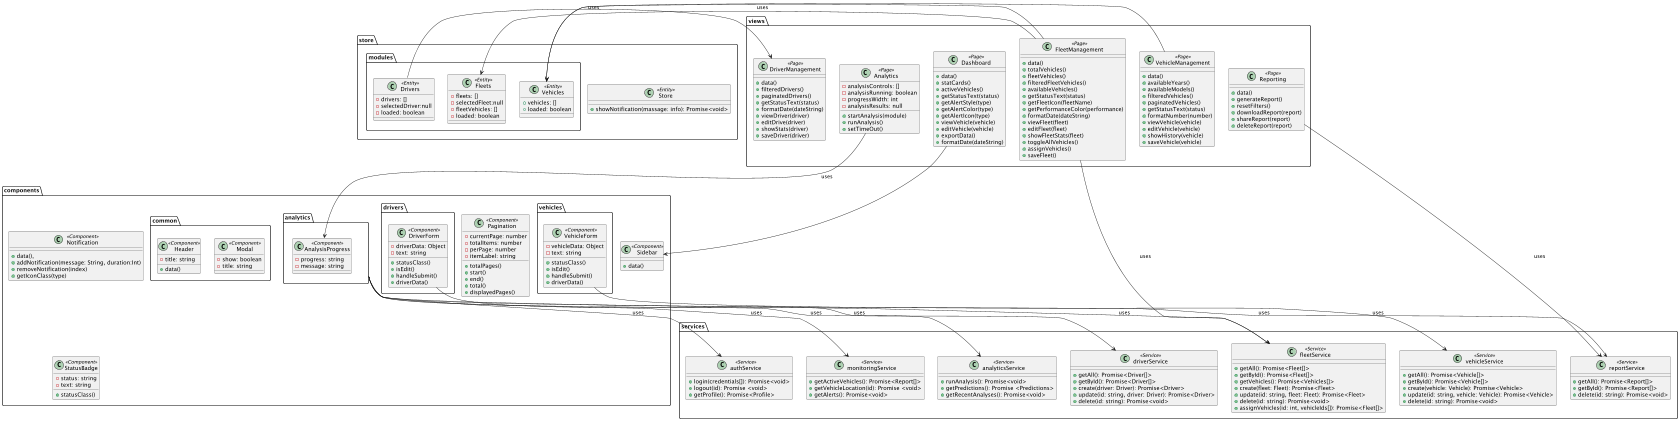 uses
uses
views
store
modules
C «Entity» Drivers
drivers: []
selectedDriver:null
loaded: boolean
C «Entity» Fleets
fleets: []
selectedFleet:null
fleetVehicles: []
loaded: boolean
C «Entity» Vehicles
vehicles: []
loaded: boolean
C «Entity» Store
showNotification(massage: info): Promise<void>
C «Page» DriverManagement
data()
filteredDrivers()
paginatedDrivers()
getStatusText(status)
formatDate(dateString)
viewDriver(driver)
editDrive(driver)
showStats(driver)
saveDriver(driver)
C «Page» Analytics
analysisControls: []
analysisRunning: boolean
progressWidth: int
analysisResults: null
startAnalysis(module)
runAnalysis()
setTimeOut()
C «Page» Dashboard
data()
statCards()
activeVehicles()
getStatusText(status)
getAlertStyle(type)
getAlertColor(type)
getAlertIcon(type)
viewVehicle(vehicle)
editVehicle(vehicle)
exportData()
formatDate(dateString)
C «Page» FleetManagement
data()
totalVehicles()
fleetVehicles()
filteredFleetVehicles()
availableVehicles()
getStatusText(status)
getFleetIcon(fleetName)
getPerformanceColor(performance)
formatDate(dateString)
viewFleet(fleet)
editFleet(fleet)
showFleetStats(fleet)
toggleAllVehicles()
assignVehicles()
saveFleet()
C «Page» VehicleManagement
data()
availableYears()
availableModels()
filteredVehicles()
paginatedVehicles()
getStatusText(status)
formatNumber(number)
viewVehicle(vehicle)
editVehicle(vehicle)
showHistory(vehicle)
saveVehicle(vehicle)
C «Page» Reporting
data()
generateReport()
resetFilters()
downloadReport(report)
shareReport(report)
deleteReport(report)
uses
components
C «Component» Notification
data(),
addNotification(message: String, duration:Int)
removeNotification(index)
getIconClass(type)
common
C «Component» Header
title: string
data()
C «Component» Modal
show: boolean
title: string
analytics
C «Component» AnalysisProgress
progress: string
message: string
drivers
C «Component» DriverForm
driverData: Object
text: string
statusClass()
isEdit()
handleSubmit()
driverData()
C «Component» Pagination
currentPage: number
totalItems: number
perPage: number
itemLabel: string
totalPages()
start()
end()
total()
displayedPages()
vehicles
C «Component» VehicleForm
vehicleData: Object
text: string
statusClass()
isEdit()
handleSubmit()
driverData()
C «Component» Sidebar
data()
uses
uses
uses
uses
uses
uses
uses
uses
uses
C «Component» StatusBadge
status: string
text: string
statusClass()
services
C «Service» authService
login(credentials[]): Promise<void>
logout(id): Promise <void>
getProfile(): Promise<Profile>
C «Service» monitoringService
getActiveVehicles(): Promise<Report[]>
getVehicleLocation(id): Promise <void>
getAlerts(): Promise<void>
C «Service» analyticsService
runAnalysis(): Promise<void>
getPredictions(): Promise <Predictions>
getRecentAnalyses(): Promise<void>
C «Service» driverService
getAll(): Promise<Driver[]>
getById(): Promise<Driver[]>
create(driver: Driver): Promise<Driver>
update(id: string, driver: Driver): Promise<Driver>
delete(id: string): Promise<void>
C «Service» fleetService
getAll(): Promise<Fleet[]>
getById(): Promise<Fleet[]>
getVehicles(): Promise<Vehicles[]>
create(fleet: Fleet): Promise<Fleet>
update(id: string, fleet: Fleet): Promise<Fleet>
delete(id: string): Promise<void>
assignVehicles(id: int, vehicleIds[]): Promise<Fleet[]>
C «Service» vehicleService
getAll(): Promise<Vehicle[]>
getById(): Promise<Vehicle[]>
create(vehicle: Vehicle): Promise<Vehicle>
update(id: string, vehicle: Vehicle): Promise<Vehicle>
delete(id: string): Promise<void>
C «Service» reportService
getAll(): Promise<Report[]>
getById(): Promise<Report[]>
delete(id: string): Promise<void>